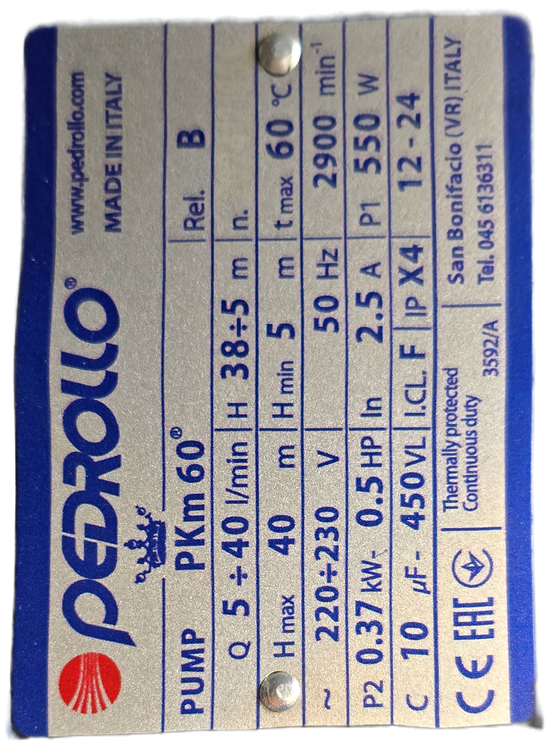 PEDROLLO®
www.pedrollo.com
MADE IN ITALY
PUMP PKm 60® Rel. B
Q 5÷40 l/min H 38÷5 m n.
H max 40 m H min 5 m t max 60 °C
~ 220÷230 V 50 Hz 2900 min-1
P2 0.37 kW- 0.5 HP In 2.5 A P1 550 W
C 10 µF - 450 VL I.CL. F IP X4 12-24
CE EAC
Thermally protected
Continuous duty
3592/A
San Bonifacio (VR) ITALY
Tel. 045 6136311